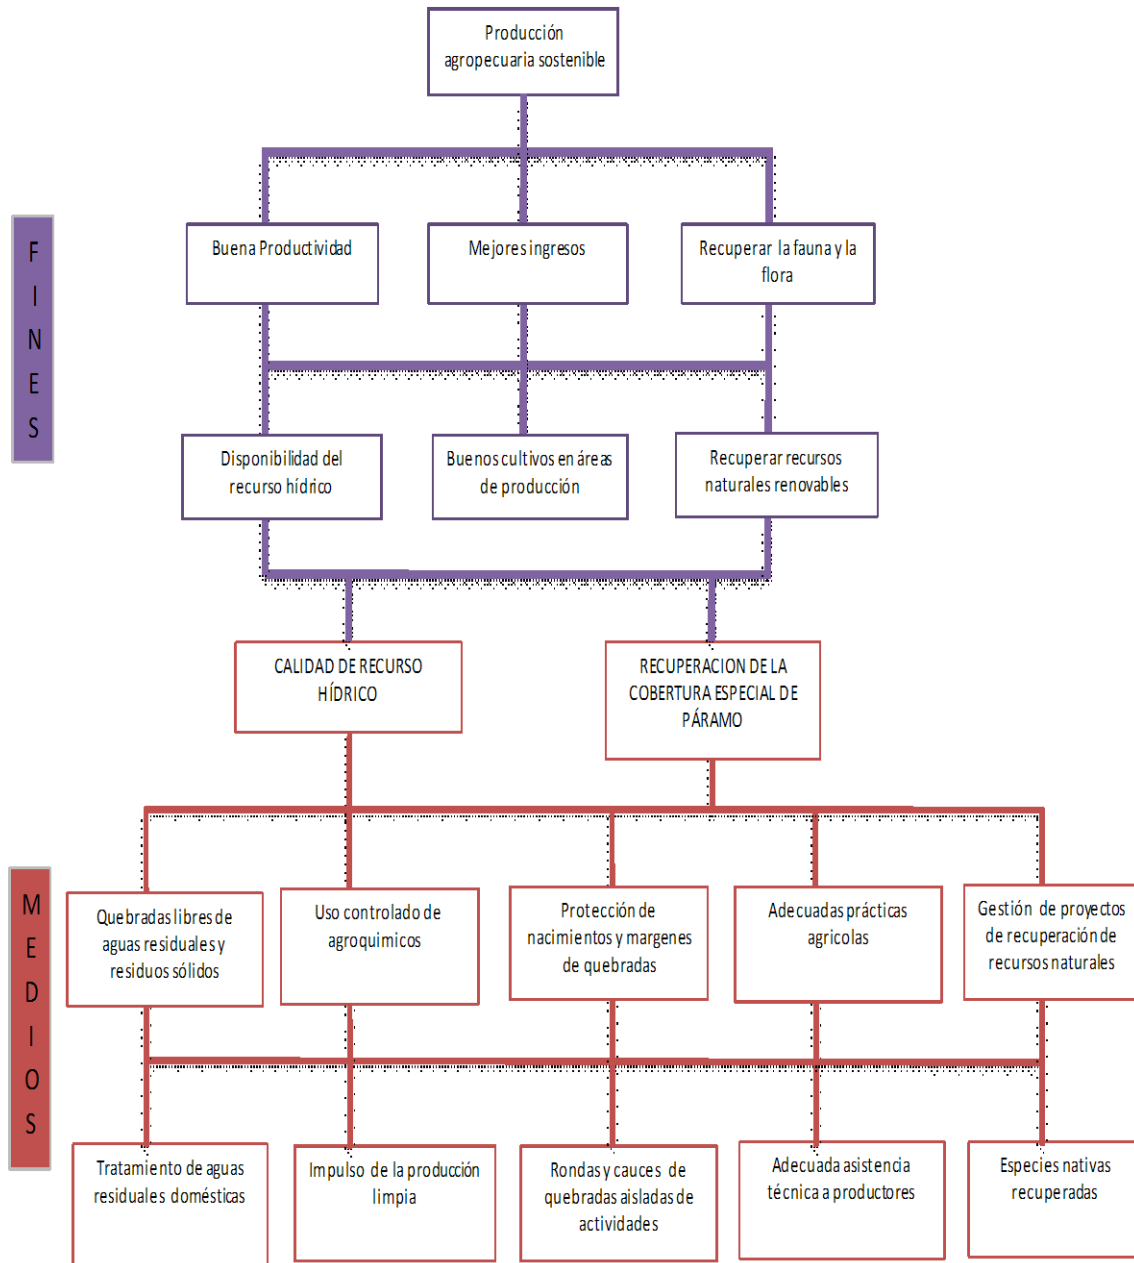 Producción
agropecuaria sostenible
F
I
N
E
S
Buena Productividad
Mejores ingresos
Recuperar la fauna y la
flora
Disponibilidad del
recurso hídrico
Buenos cultivos en áreas
de producción
Recuperar recursos
naturales renovables
CALIDAD DE RECURSO
HÍDRICO
RECUPERACION DE LA
COBERTURA ESPECIAL DE
PÁRAMO
M
E
D
I
O
S
Quebradas libres de
aguas residuales y
residuos sólidos
Uso controlado de
agroquimicos
Protección de
nacimientos y margenes
de quebradas
Adecuadas prácticas
agricolas
Gestión de proyectos
de recuperación de
recursos naturales
Tratamiento de aguas
residuales domésticas
Impulso de la producción
limpia
Rondas y cauces de
quebradas aisladas de
actividades
Adecuada asistencia
técnica a productores
Especies nativas
recuperadas